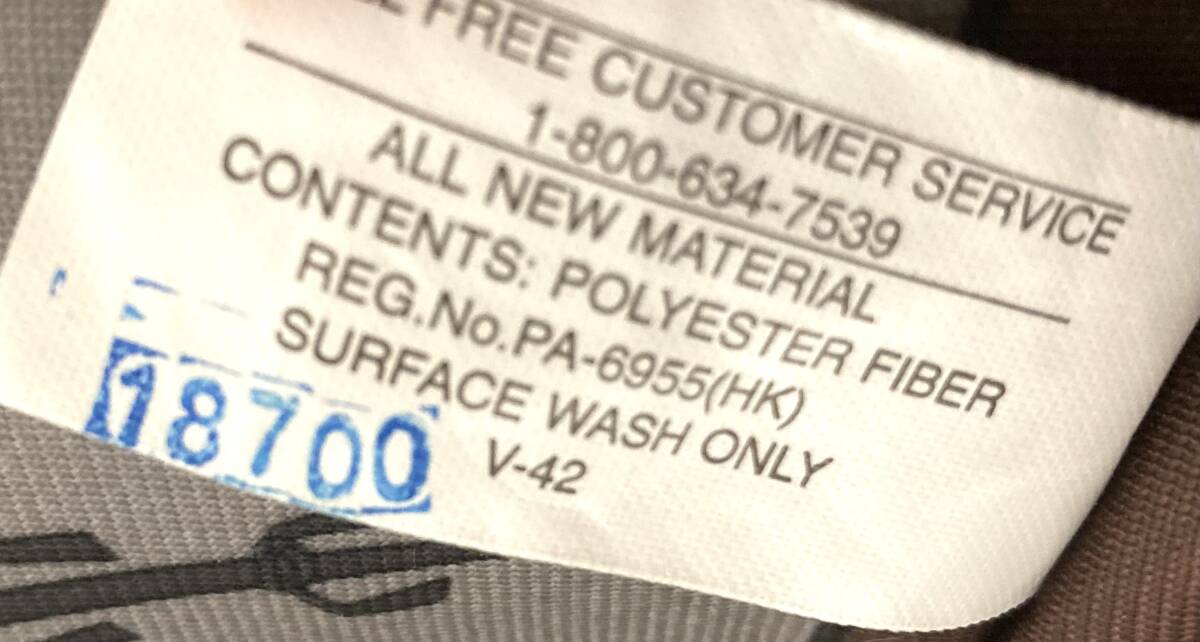 FREE CUSTOMER SERVICE
1-800-634-7539
ALL NEW MATERIAL
CONTENTS: POLYESTER FIBER
REG.No.PA-6955(HK)
SURFACE WASH ONLY
V-42
18700